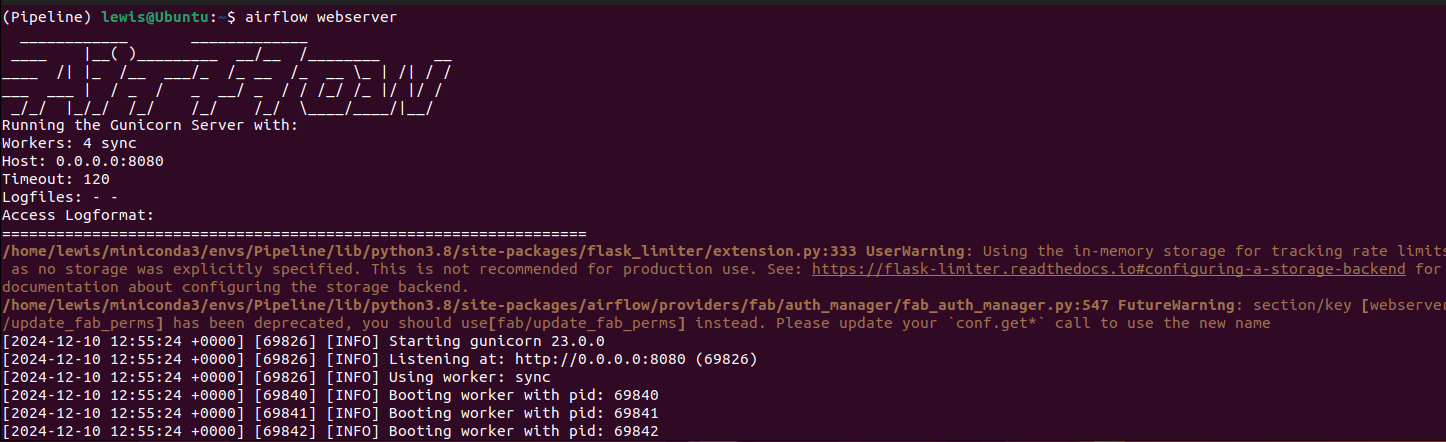 (Pipeline) lewis@Ubuntu:~$ airflow webserver
  ____________       _____________
 ____    |__( )_________  __/__  /________      __
____  /| |_  /__  ___/_  /_ __  /_  __ \_ | /| / /
___  ___ |  / _  /   _  __/ _  / / /_/ /_ |/ |/ /
 _/_/  |_/_/  /_/    /_/    /_/  \____/____/|__/
Running the Gunicorn Server with:
Workers: 4 sync
Host: 0.0.0.0:8080
Timeout: 120
Logfiles: - -
Access Logformat:
=================================================================
/home/lewis/miniconda3/envs/Pipeline/lib/python3.8/site-packages/flask_limiter/extension.py:333 UserWarning: Using the in-memory storage for tracking rate limits
 as no storage was explicitly specified. This is not recommended for production use. See: https://flask-limiter.readthedocs.io#configuring-a-storage-backend for
documentation about configuring the storage backend.
/home/lewis/miniconda3/envs/Pipeline/lib/python3.8/site-packages/airflow/providers/fab/auth_manager/fab_auth_manager.py:547 FutureWarning: section/key [webserver
/update_fab_perms] has been deprecated, you should use[fab/update_fab_perms] instead. Please update your `conf.get*` call to use the new name
[2024-12-10 12:55:24 +0000] [69826] [INFO] Starting gunicorn 23.0.0
[2024-12-10 12:55:24 +0000] [69826] [INFO] Listening at: http://0.0.0.0:8080 (69826)
[2024-12-10 12:55:24 +0000] [69826] [INFO] Using worker: sync
[2024-12-10 12:55:24 +0000] [69840] [INFO] Booting worker with pid: 69840
[2024-12-10 12:55:24 +0000] [69841] [INFO] Booting worker with pid: 69841
[2024-12-10 12:55:24 +0000] [69842] [INFO] Booting worker with pid: 69842